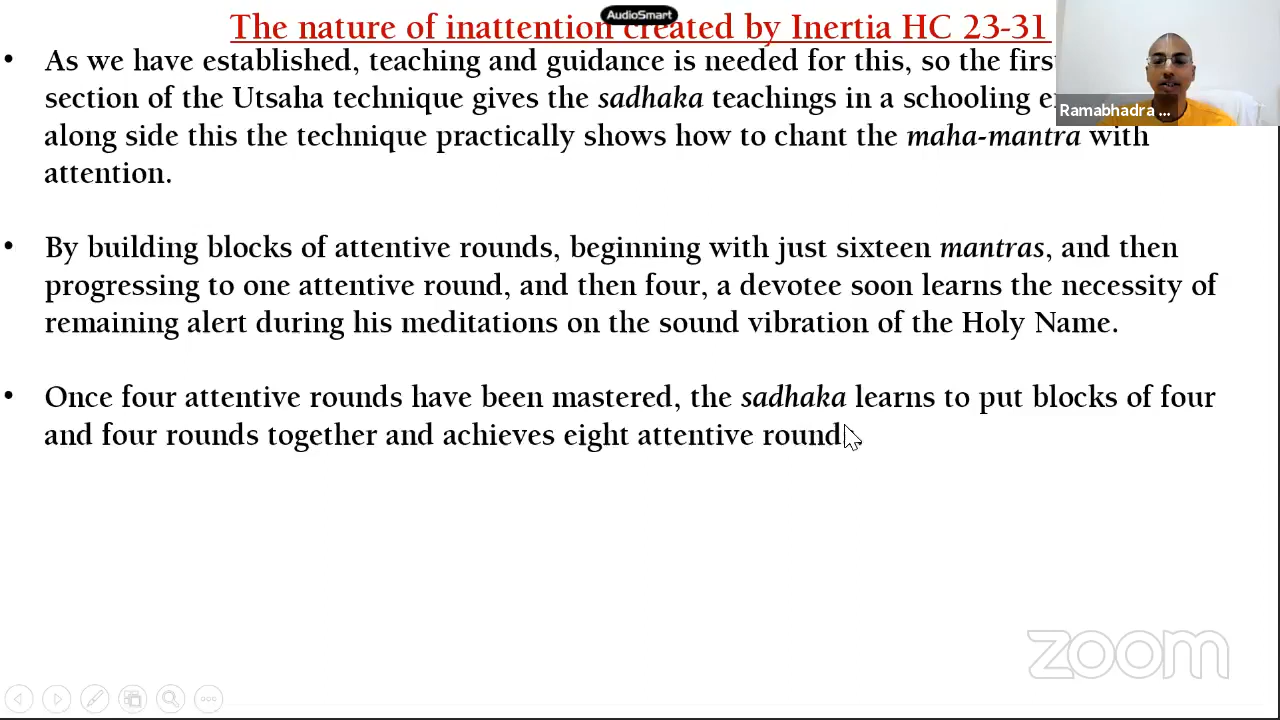 AudioSmart
The nature of inattention created by Inertia HC 23-31
• As we have established, teaching and guidance is needed for this, so the first
section of the Utsaha technique gives the sadhaka teachings in a schooling
along side this the technique practically shows how to chant the maha-mantra with
attention.
• By building blocks of attentive rounds, beginning with just sixteen mantras, and then
progressing to one attentive round, and then four, a devotee soon learns the necessity of
remaining alert during his meditations on the sound vibration of the Holy Name.
• Once four attentive rounds have been mastered, the sadhaka learns to put blocks of four
and four rounds together and achieves eight attentive round
Ramabhadra ...
zoom